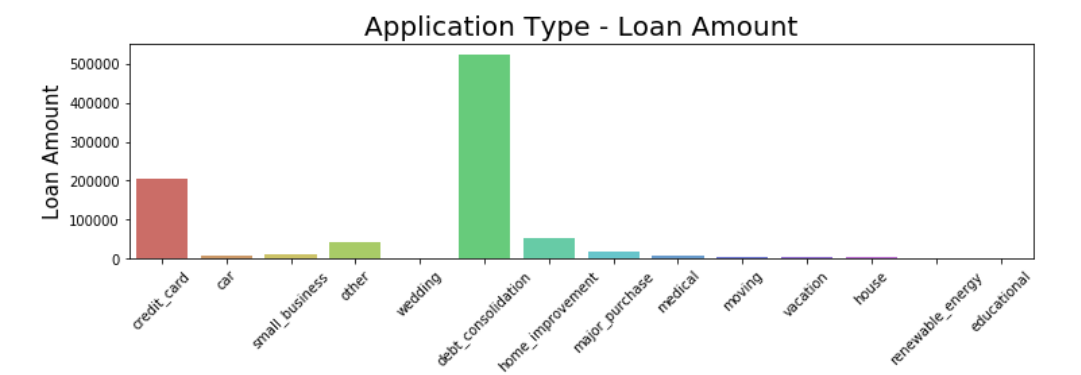 Application Type - Loan Amount
Loan Amount
500000
400000
300000
200000
100000
0
credit_card
car
small_business
other
wedding
debt_consolidation
home_improvement
major_purchase
medical
moving
vacation
house
renewable_energy
educational